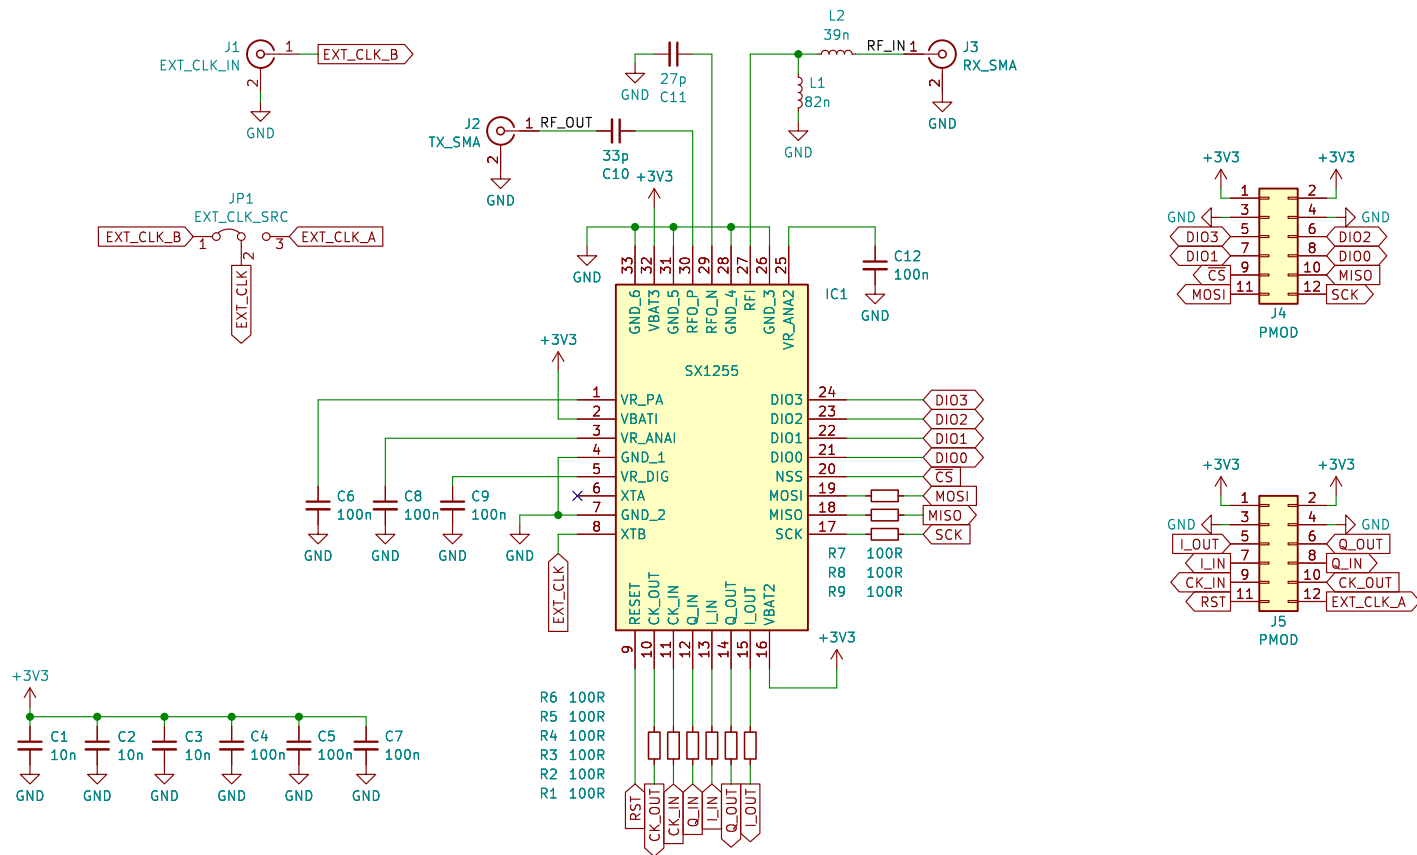 J1
EXT_CLK_IN
1
EXT_CLK_B
2
GND
JP1
EXT_CLK_SRC
EXT_CLK_B
1
3
EXT_CLK_A
2
EXT_CLK
J2
TX_SMA
1
RF_OUT
2
GND
33p
C10
GND
27p
C11
L2
39n
RF_IN
1
J3
RX_SMA
2
GND
L1
82n
GND
+3V3
GND
C12
100n
GND
IC1
SX1255
33
32
31
30
29
28
27
26
25
GND_6
VBAT3
GND_5
RFO_P
RFO_N
GND_4
RFI
GND_3
VR_ANA2
+3V3
1 VR_PA
2 VBATI
3 VR_ANAI
4 GND_1
5 VR_DIG
6 XTA
7 GND_2
8 XTB
DIO3 24 DIO3
DIO2 23 DIO2
DIO1 22 DIO1
DIO0 21 DIO0
NSS 20 CS
MOSI 19 MOSI
MISO 18 MISO
SCK 17 SCK
R7 100R
R8 100R
R9 100R
C6
100n
GND
C8
100n
GND
C9
100n
GND
GND
EXT_CLK
RESET
CK_OUT
CK_IN
Q_IN
I_IN
Q_OUT
I_OUT
VBAT2
9
10
11
12
13
14
15
16
+3V3
R6 100R
R5 100R
R4 100R
R3 100R
R2 100R
R1 100R
RST
CK_OUT
CK_IN
Q_IN
I_IN
Q_OUT
I_OUT
+3V3
C1
10n
GND
C2
10n
GND
C3
10n
GND
C4
100n
GND
C5
100n
GND
C7
100n
GND
+3V3 +3V3
1 2
GND 3 4 GND
DIO3 5 6 DIO2
DIO1 7 8 DIO0
CS 9 10 MISO
MOSI 11 12 SCK
J4
PMOD
+3V3 +3V3
1 2
GND 3 4 GND
I_OUT 5 6 Q_OUT
I_IN 7 8 Q_IN
CK_IN 9 10 CK_OUT
RST 11 12 EXT_CLK_A
J5
PMOD